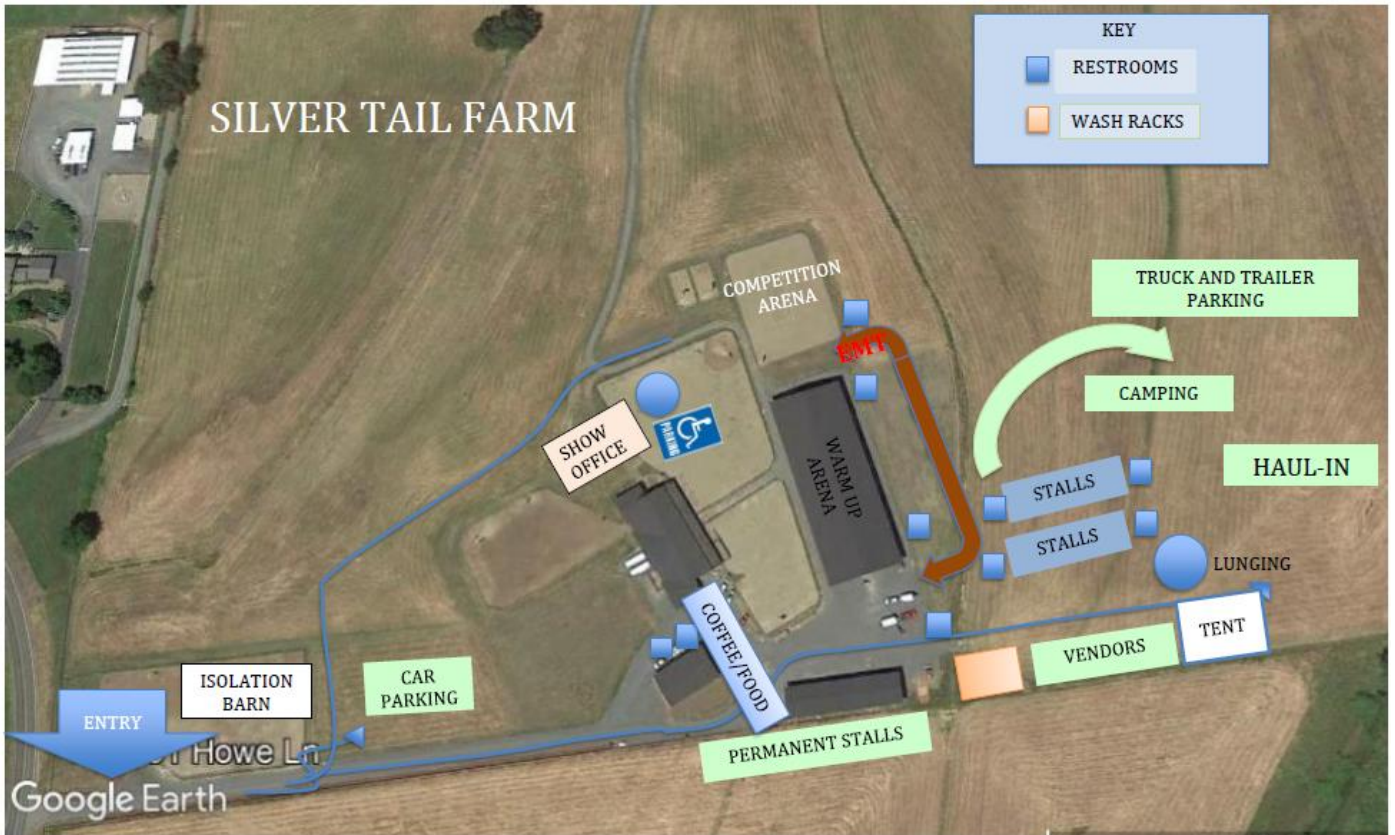 KEY
RESTROOMS
WASH RACKS
SILVER TAIL FARM
COMPETITION
ARENA
TRUCK AND TRAILER
PARKING
EMT
CAMPING
SHOW
OFFICE
PARKING
WARM UP
ARENA
HAUL-IN
STALLS
STALLS
LUNGING
COFFEE/FOOD
TENT
VENDORS
ISOLATION
BARN
CAR
PARKING
ENTRY
PERMANENT STALLS
Howe Ln
Google Earth